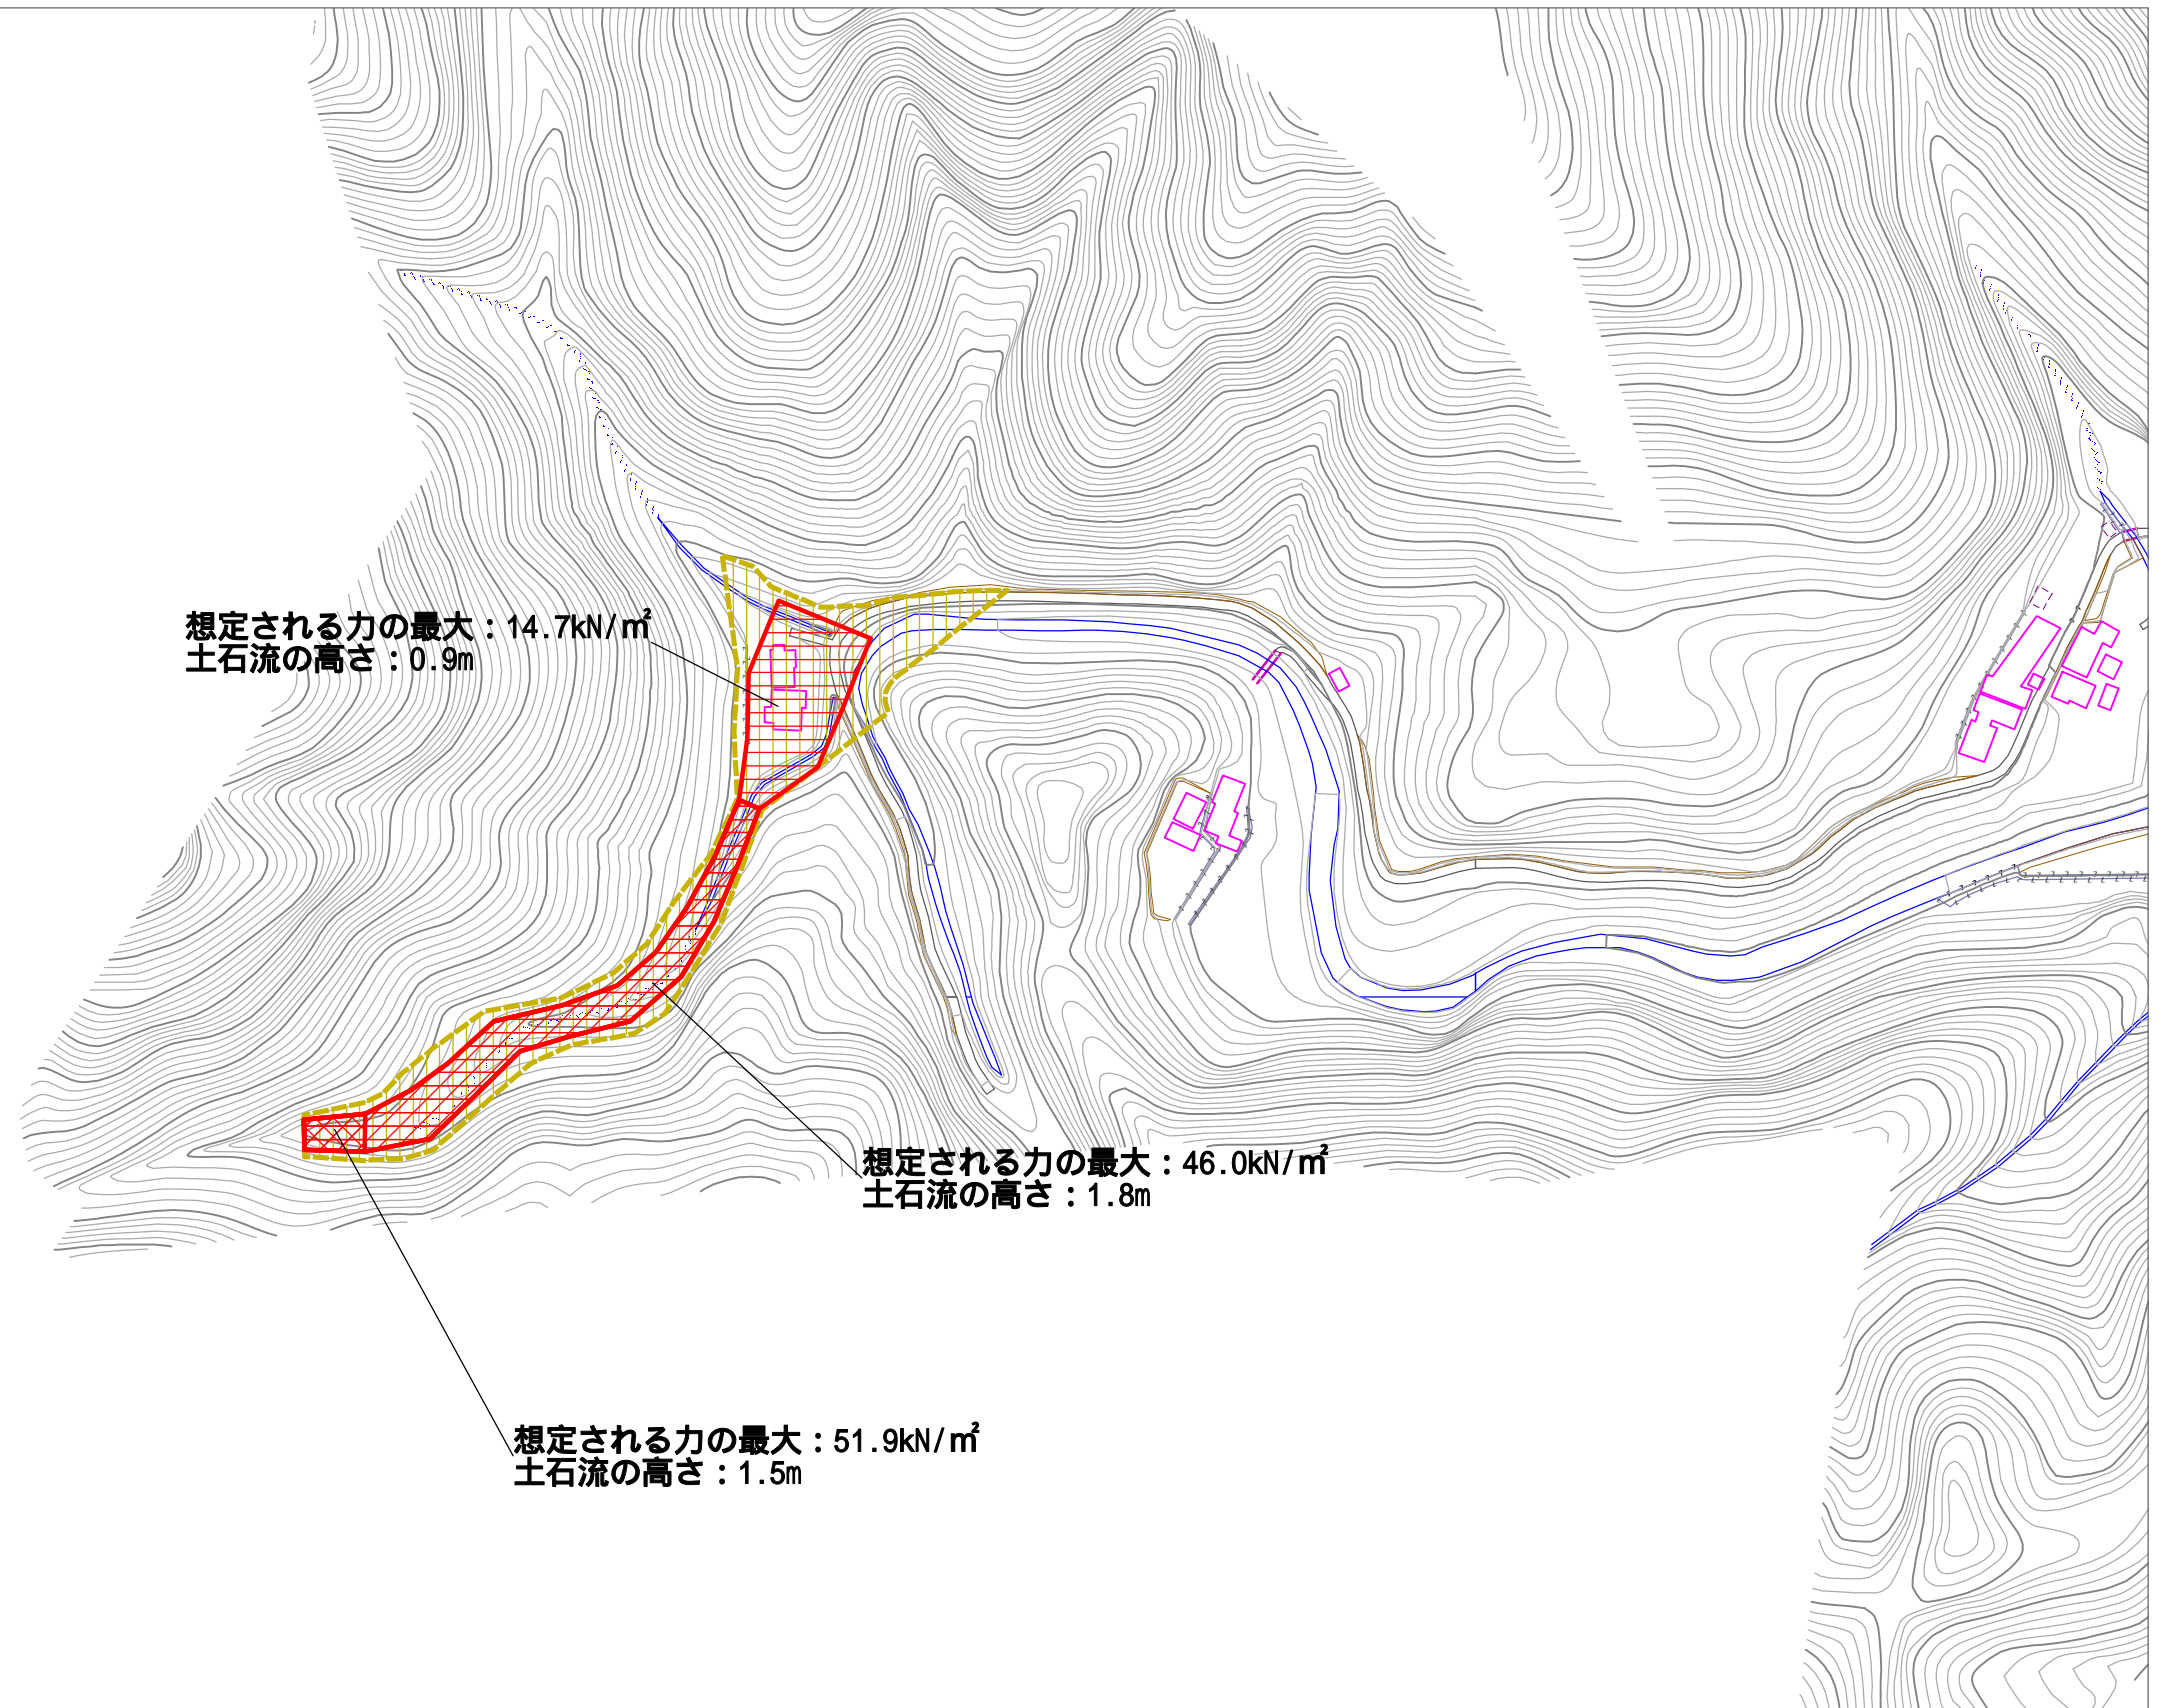 想定される力の最大：14.7kN/㎡
土石流の高さ：0.9m
想定される力の最大：46.0kN/㎡
土石流の高さ：1.8m
想定される力の最大：51.9kN/㎡
土石流の高さ：1.5m